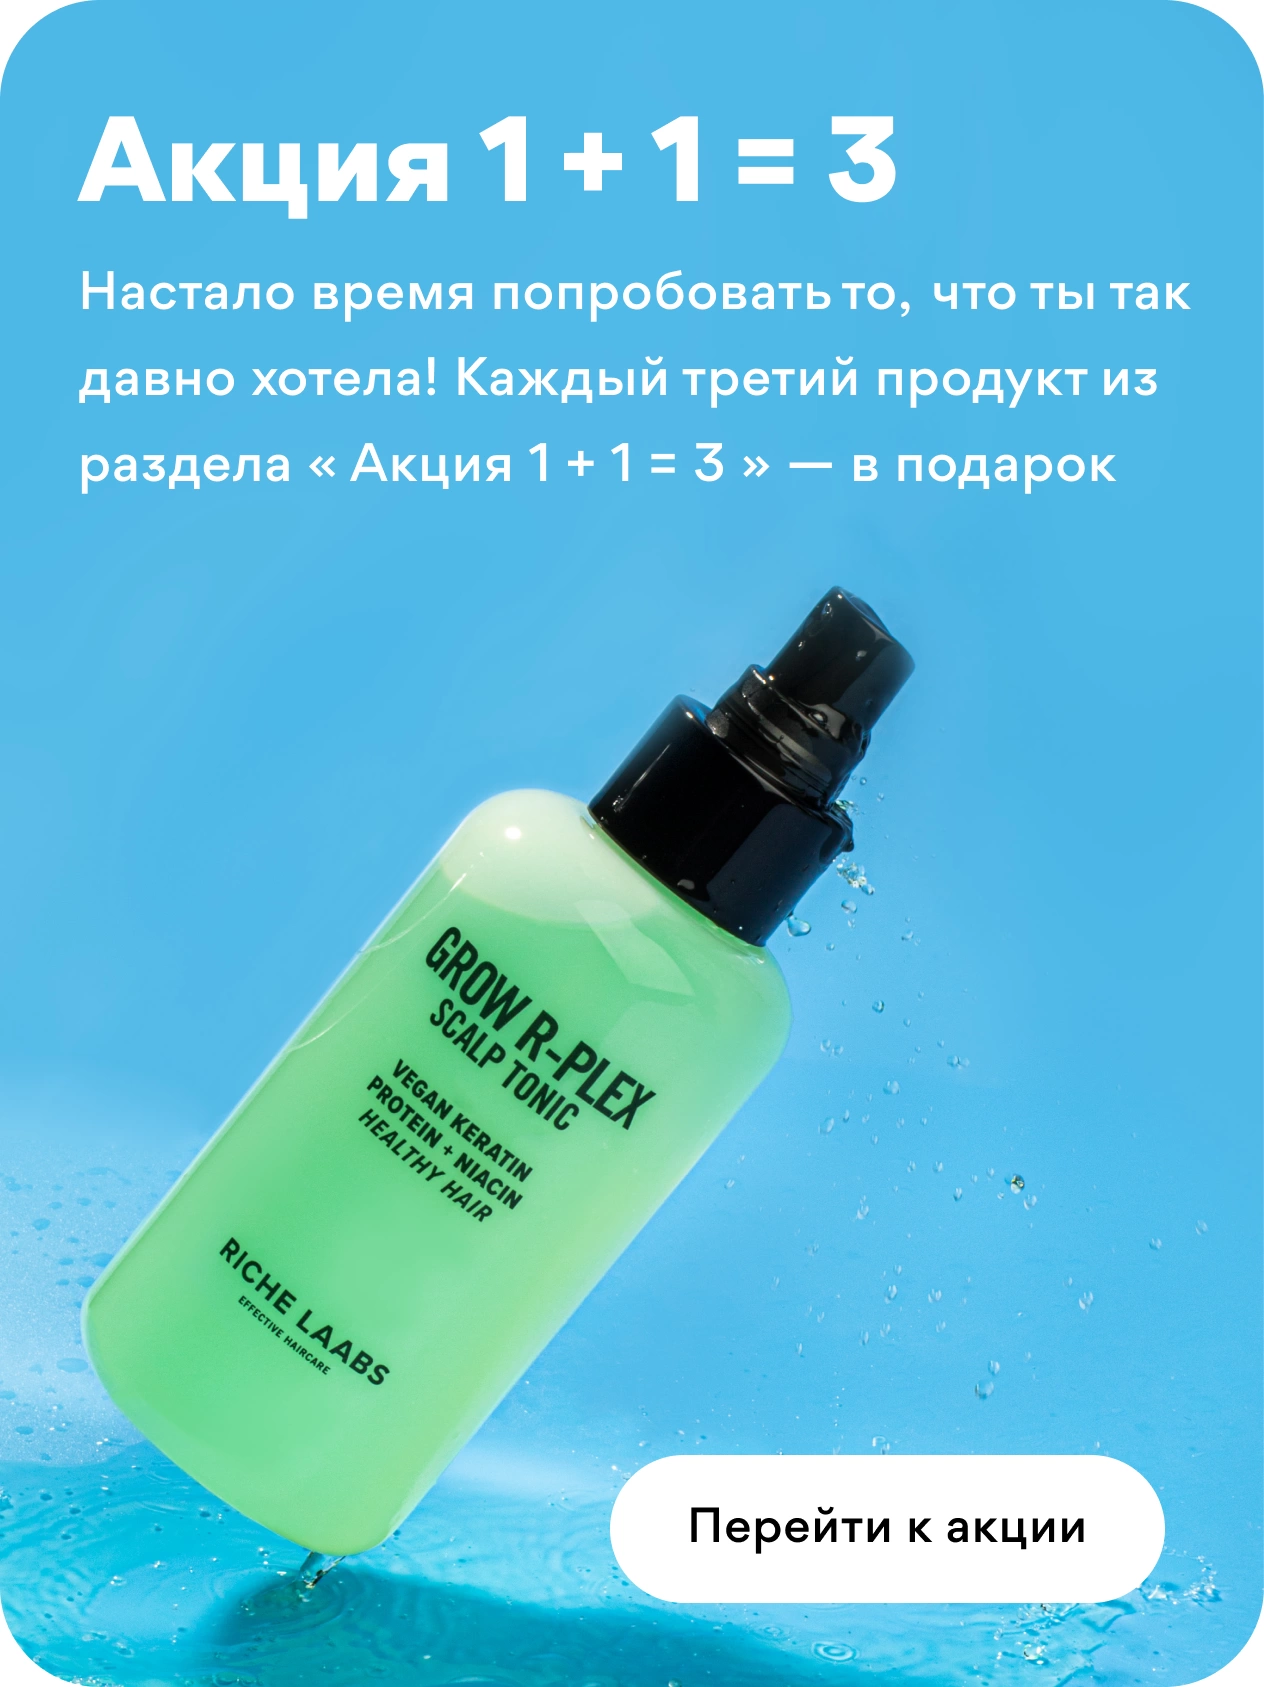 Акция 1 + 1 = 3
Настало время попробовать то, что ты так
давно хотела! Каждый третий продукт из
раздела « Акция 1 + 1 = 3 » — в подарок
GROW R-PLEX
SCALP TONIC
VEGAN KERATIN
PROTEIN + NIACIN
HEALTHY HAIR
RICHE LAABS
EFFECTIVE HAIRCARE
Перейти к акции